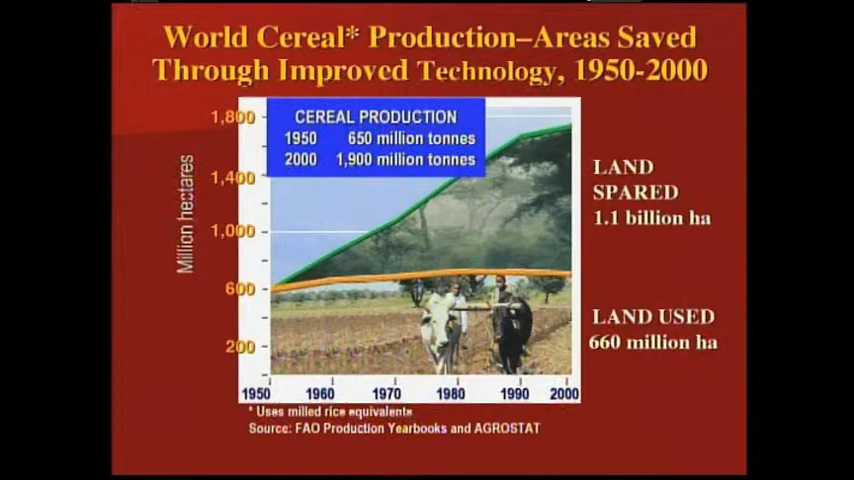 World Cereal* Production–Areas Saved
Through Improved Technology, 1950-2000
CEREAL PRODUCTION
1950 650 million tonnes
2000 1,900 million tonnes
Million hectares
1,800
1,400
1,000
600
200
1950 1960 1970 1980 1990 2000
LAND
SPARED
1.1 billion ha
LAND USED
660 million ha
* Uses milled rice equivalents
Source: FAO Production Yearbooks and AGROSTAT